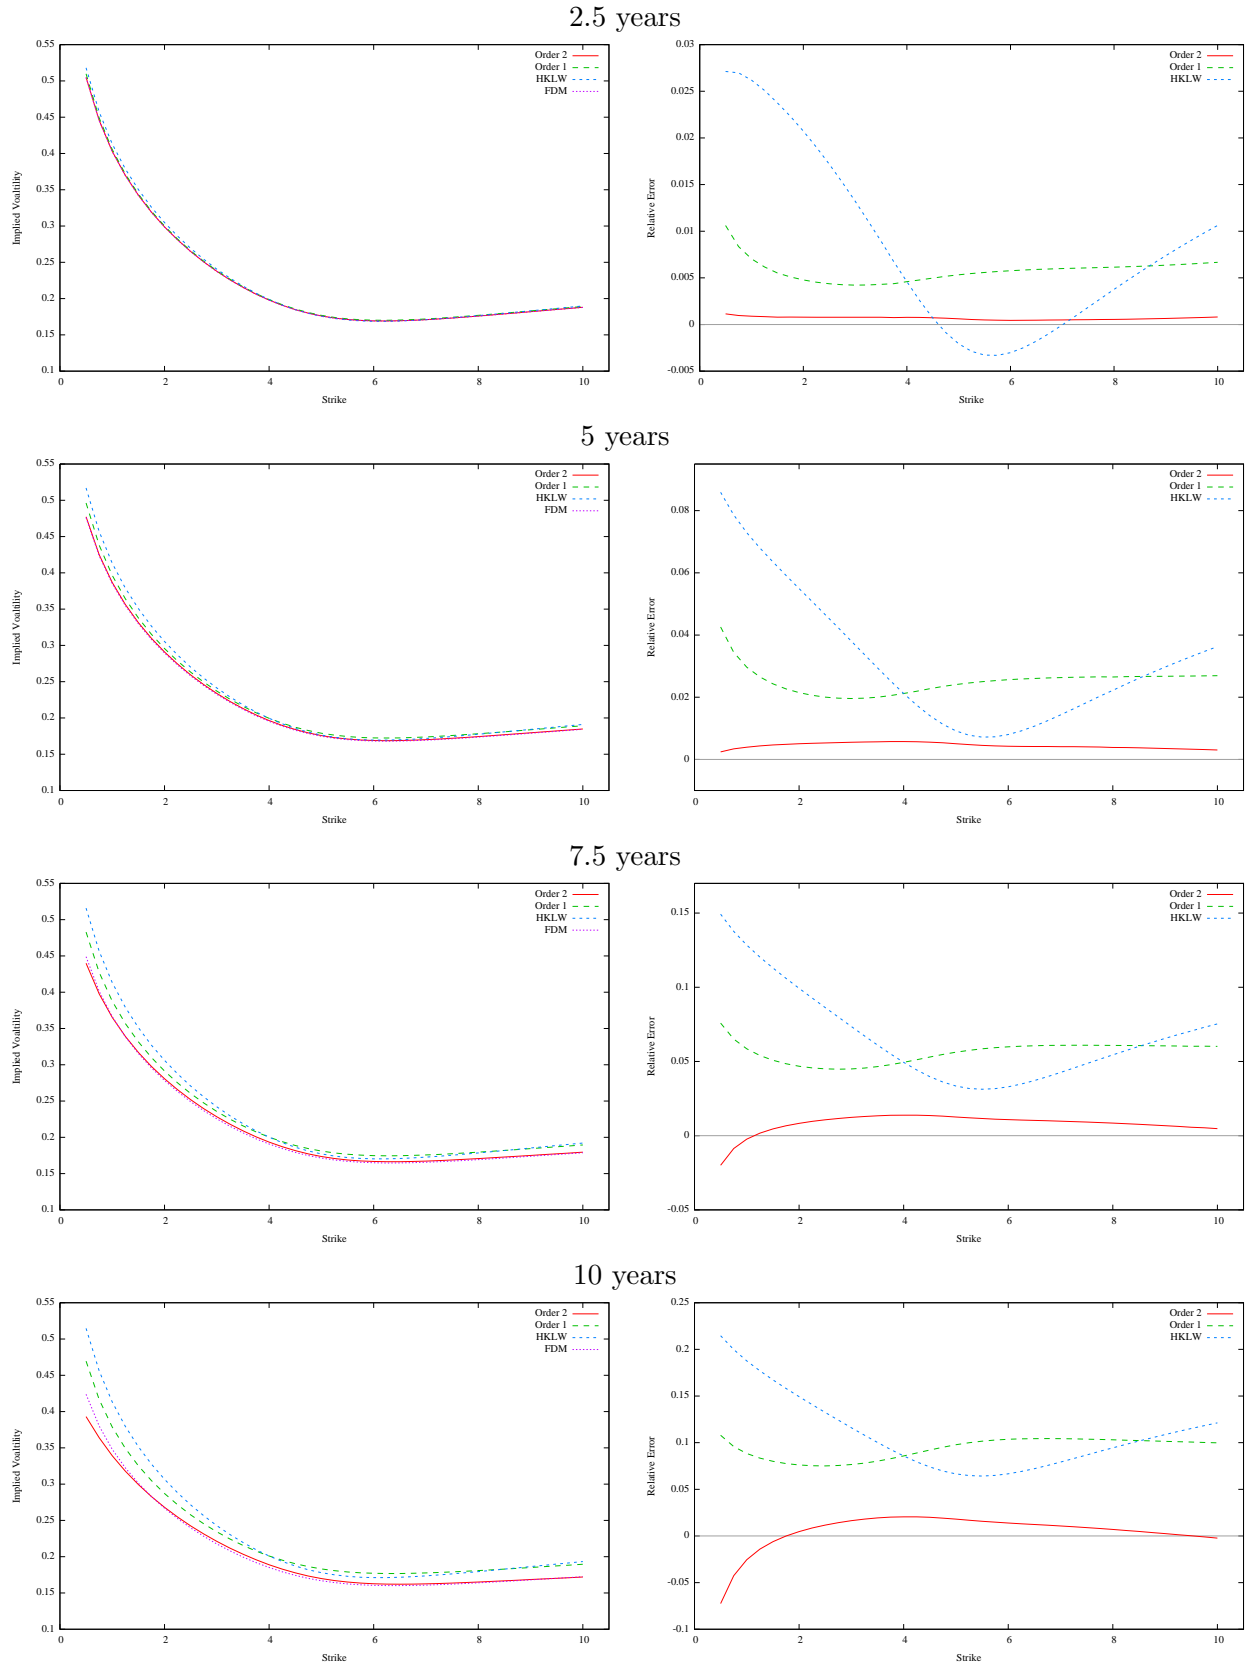 2.5 years
0.55
0.5
0.45
0.4
0.35
0.3
0.25
0.2
0.15
0.1
0 2 4 6 8 10
Implied Voaltility
Strike
Order 2
Order 1
HKLW
FDM
0.03
0.025
0.02
0.015
0.01
0.005
0
-0.005
0 2 4 6 8 10
Relative Error
Strike
Order 2
Order 1
HKLW
5 years
0.55
0.5
0.45
0.4
0.35
0.3
0.25
0.2
0.15
0.1
0 2 4 6 8 10
Implied Voaltility
Strike
Order 2
Order 1
HKLW
FDM
0.08
0.06
0.04
0.02
0
0 2 4 6 8 10
Relative Error
Strike
Order 2
Order 1
HKLW
7.5 years
0.55
0.5
0.45
0.4
0.35
0.3
0.25
0.2
0.15
0.1
0 2 4 6 8 10
Implied Voaltility
Strike
Order 2
Order 1
HKLW
FDM
0.15
0.1
0.05
0
-0.05
0 2 4 6 8 10
Relative Error
Strike
Order 2
Order 1
HKLW
10 years
0.55
0.5
0.45
0.4
0.35
0.3
0.25
0.2
0.15
0.1
0 2 4 6 8 10
Implied Voaltility
Strike
Order 2
Order 1
HKLW
FDM
0.25
0.2
0.15
0.1
0.05
0
-0.05
-0.1
0 2 4 6 8 10
Relative Error
Strike
Order 2
Order 1
HKLW